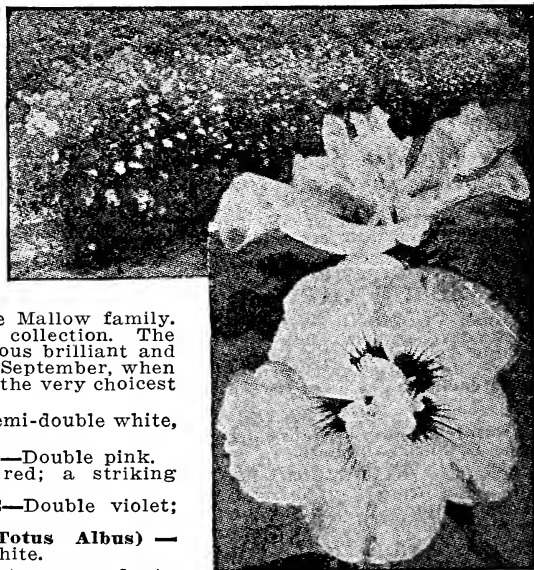 e Mallow family.
collection. The
ous brilliant and
September, when
the very choicest
emi-double white,
—Double pink.
red; a striking
—Double violet;
Totus Albus) —
hite.